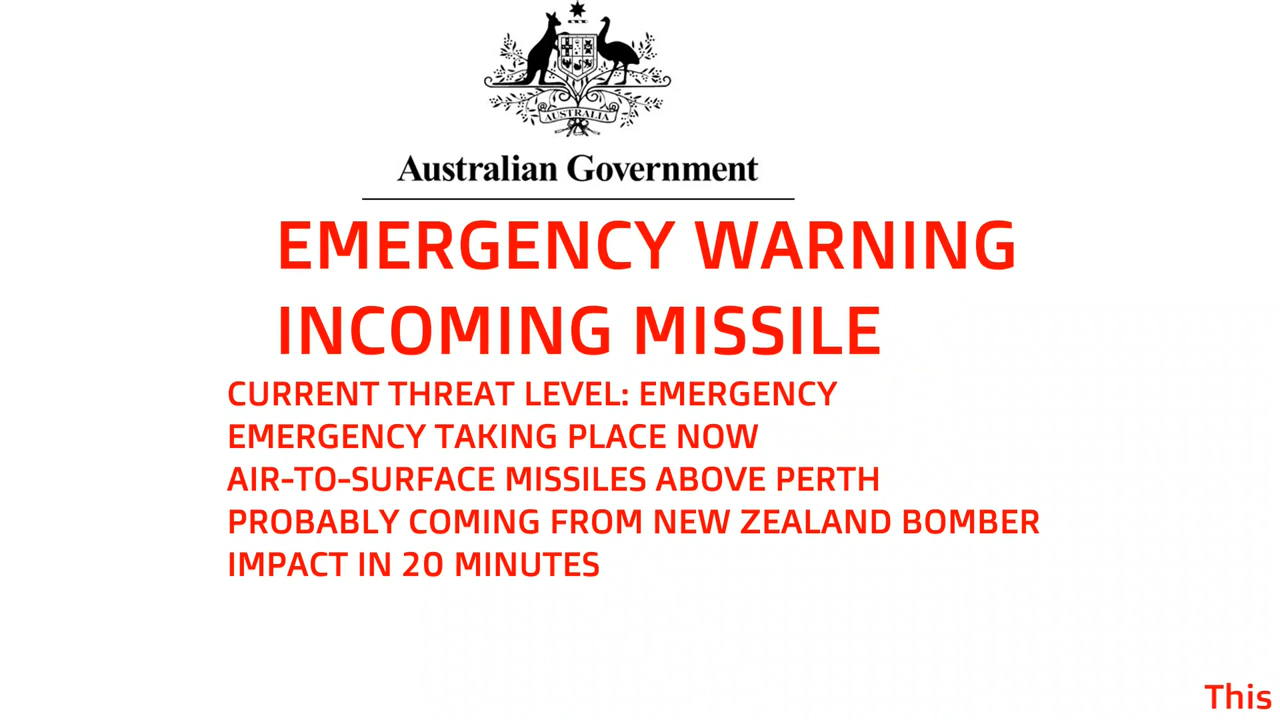 AUSTRALIA
Australian Government
EMERGENCY WARNING
INCOMING MISSILE
CURRENT THREAT LEVEL: EMERGENCY
EMERGENCY TAKING PLACE NOW
AIR-TO-SURFACE MISSILES ABOVE PERTH
PROBABLY COMING FROM NEW ZEALAND BOMBER
IMPACT IN 20 MINUTES
This